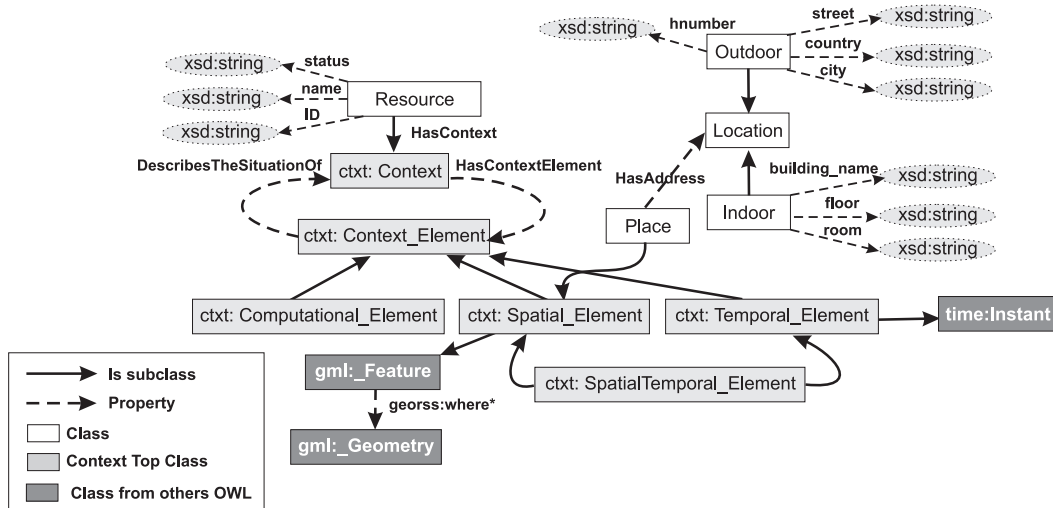 street
hnumber
xsd:string
xsd:string
Outdoor
country
xsd:string
city
xsd:string
status
xsd:string
name
xsd:string
Resource
ID
xsd:string
HasContext
Location
DescribesTheSituationOf
HasContextElement
ctxt: Context
HasAddress
building_name
xsd:string
Place
Indoor
floor
xsd:string
room
xsd:string
ctxt: Context_Element
ctxt: Computational_Element
ctxt: Spatial_Element
ctxt: Temporal_Element
time:Instant
gml:_Feature
ctxt: SpatialTemporal_Element
georss:where*
gml:_Geometry
Is subclass
Property
Class
Context Top Class
Class from others OWL